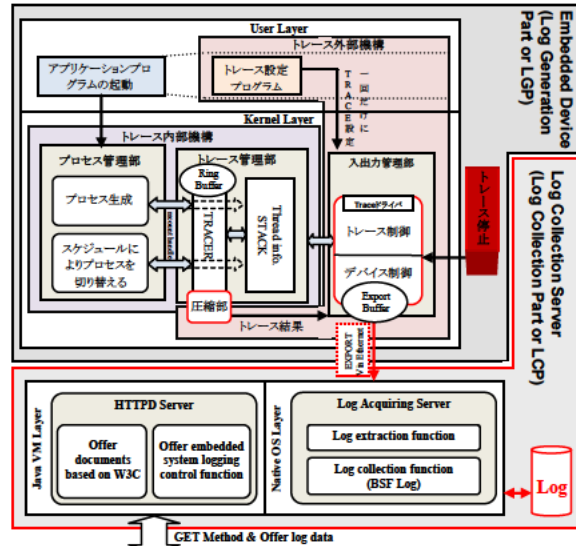 User Layer
トレース外部機構
アプリケーションプロ
グラムの起動
トレース設定
プログラム
一回だけに
TRACE設定
Embedded Device
(Log Generation
Part or LGP)
Kernel Layer
トレース内部機構
プロセス管理部
トレース管理部
入出力管理部
Ring
Buffer
プロセス生成
スケジュールに
よりプロセスを
切り替える
TRACER
Thread info.
STACK
Traceドライバ
トレース制御
デバイス制御
Export
Buffer
トレース停止
圧縮部
トレース結果
EXPORT
Via Ethernet
Log Collection Server
(Log Collection Part or LCP)
Java VM Layer
HTTPD Server
Offer
documents
based on W3C
Offer embedded
system logging
control function
Native OS Layer
Log Acquiring Server
Log extraction function
Log collection function
(BSF Log)
Log
GET Method & Offer log data